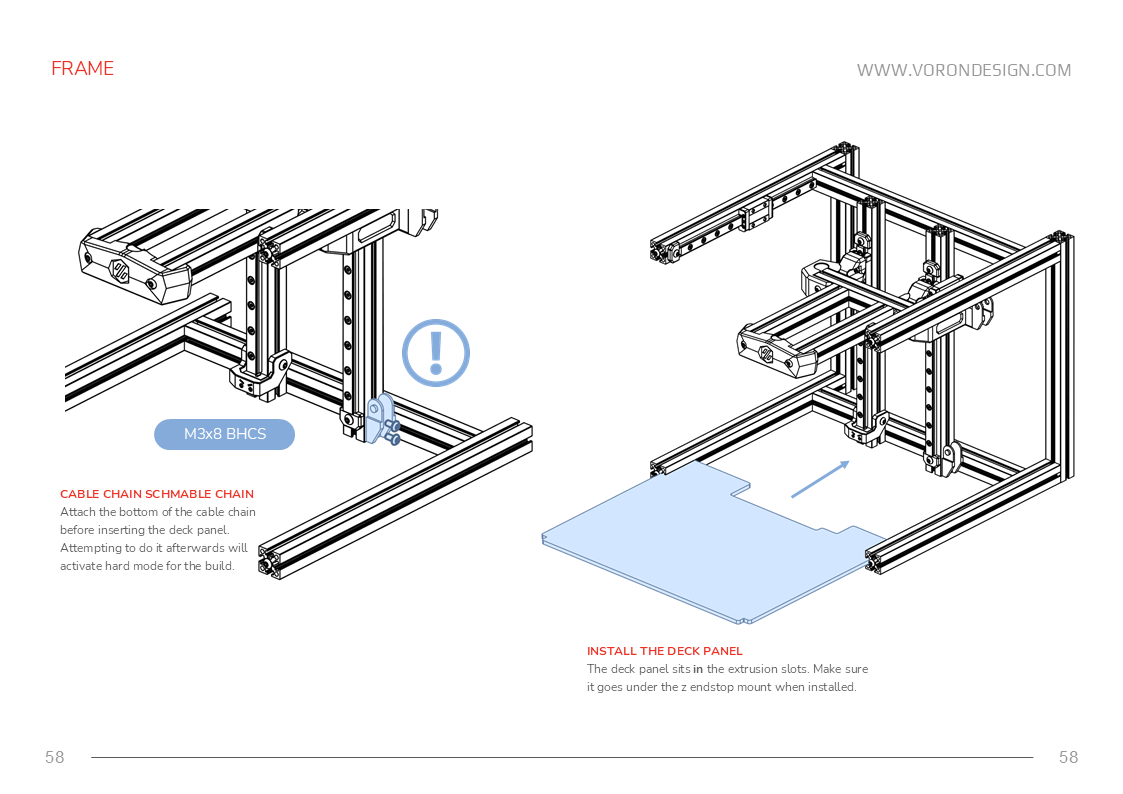 FRAME
WWW.VORONDESIGN.COM
M3x8 BHCS
CABLE CHAIN SCHMABLE CHAIN
Attach the bottom of the cable chain
before inserting the deck panel.
Attempting to do it afterwards will
activate hard mode for the build.
INSTALL THE DECK PANEL
The deck panel sits in the extrusion slots. Make sure
it goes under the z endstop mount when installed.
58
58